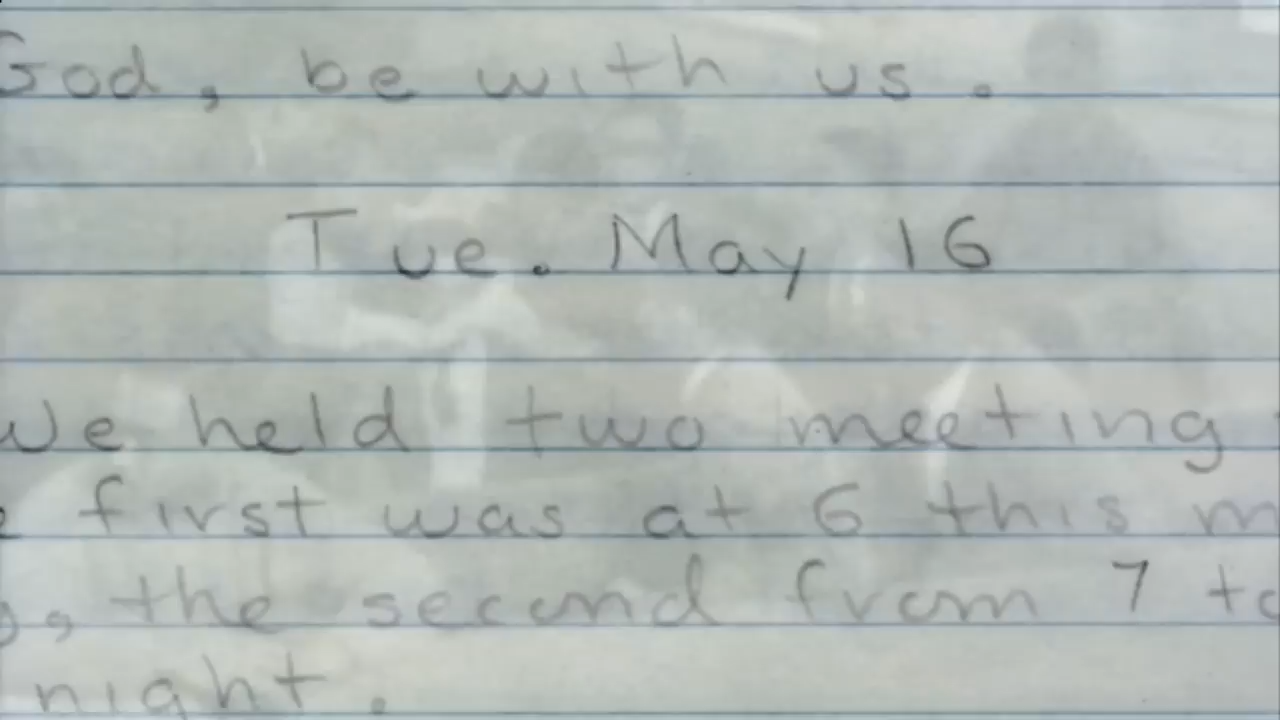 God, be with us.
Tue. May 16
We held two meeting
first was at 6 this m
, the second from 7 to
night.